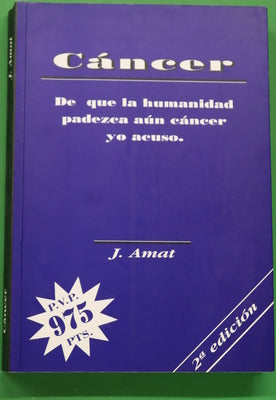 Cáncer
De que la humanidad
padezca aún cáncer
yo acuso.
J. Amat
P.V.P.
975
PTS.
2ª edición
J. Amat
Cáncer